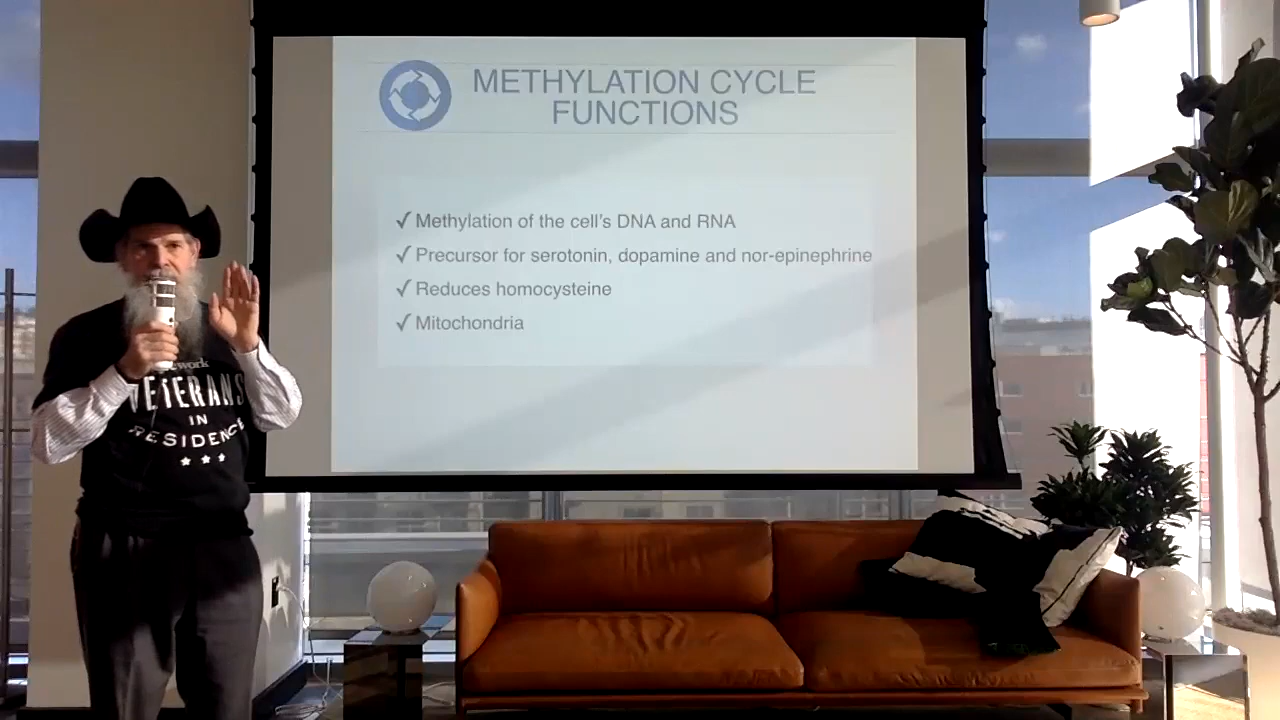 METHYLATION CYCLE
FUNCTIONS
✓ Methylation of the cell's DNA and RNA
✓ Precursor for serotonin, dopamine and nor-epinephrine
✓ Reduces homocysteine
✓ Mitochondria
VETERANS
IN
RESIDENCE